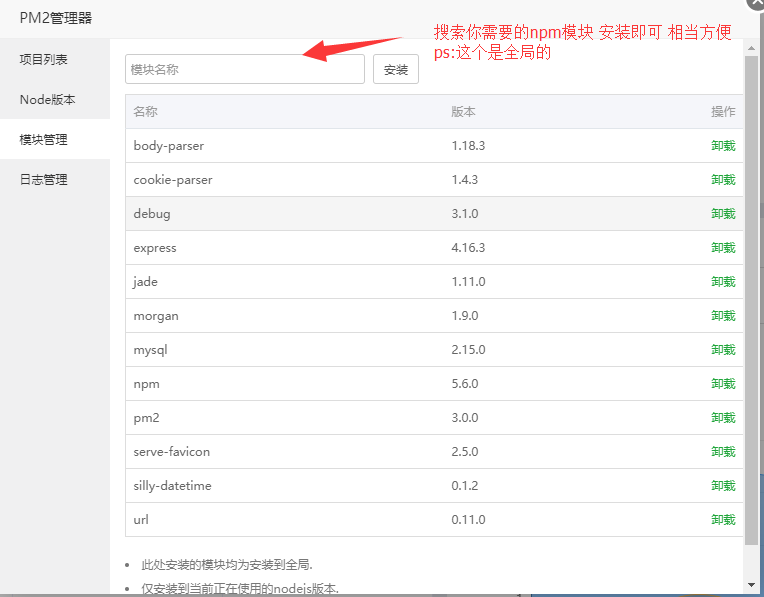 PM2管理器
搜索你需要的npm模块 安装即可 相当方便
ps:这个是全局的
项目列表
Node版本
模块管理
日志管理
模块名称 安装
名称 版本 操作
body-parser 1.18.3 卸载
cookie-parser 1.4.3 卸载
debug 3.1.0 卸载
express 4.16.3 卸载
jade 1.11.0 卸载
morgan 1.9.0 卸载
mysql 2.15.0 卸载
npm 5.6.0 卸载
pm2 3.0.0 卸载
serve-favicon 2.5.0 卸载
silly-datetime 0.1.2 卸载
url 0.11.0 卸载
此处安装的模块均为安装到全局.
仅安装到当前正在使用的nodejs版本.